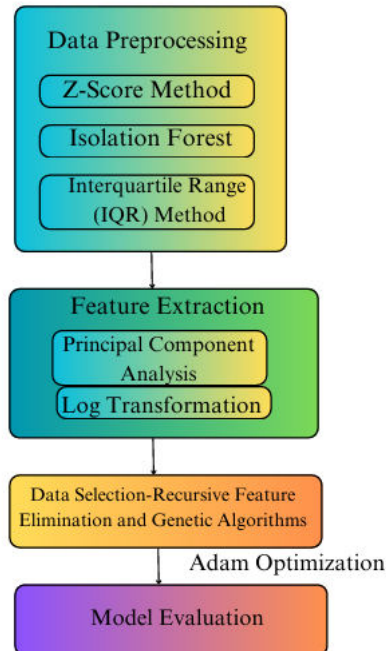 Data Preprocessing
Z-Score Method
Isolation Forest
Interquartile Range
(IQR) Method
Feature Extraction
Principal Component
Analysis
Log Transformation
Data Selection-Recursive Feature
Elimination and Genetic Algorithms
Adam Optimization
Model Evaluation